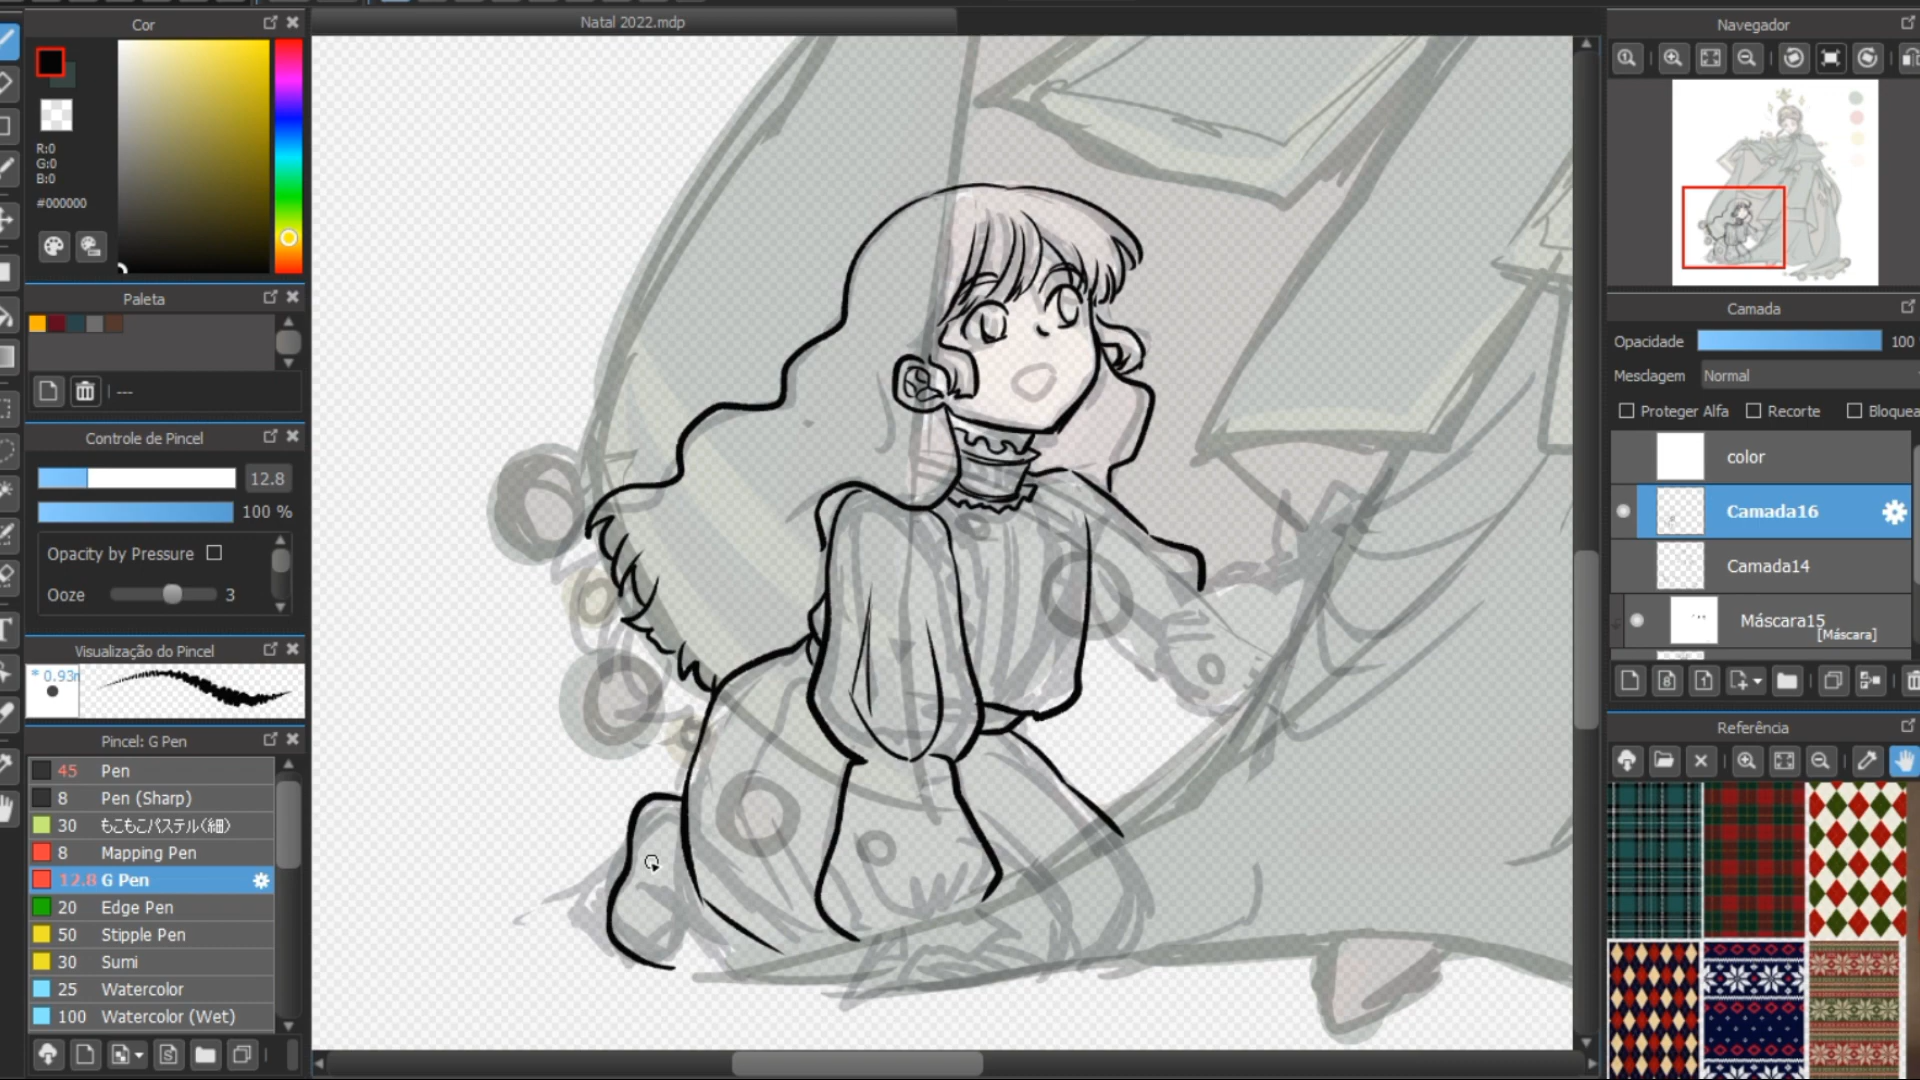 Natal 2022.mdp
Cor
R:0
G:0
B:0
#000000
Paleta
---
Controle de Pincel
12.8
100 %
Opacity by Pressure
Ooze 3
Visualização do Pincel
* 0.93m
Pincel: G Pen
45 Pen
8 Pen (Sharp)
30 もこもこパステル(細)
8 Mapping Pen
12.8 G Pen
20 Edge Pen
50 Stipple Pen
30 Sumi
25 Watercolor
100 Watercolor (Wet)
Navegador
Camada
Opacidade 100
Mesclagem Normal
Proteger Alfa Recorte Bloquea
color
Camada16
Camada14
Máscara15
[Máscara]
Referência